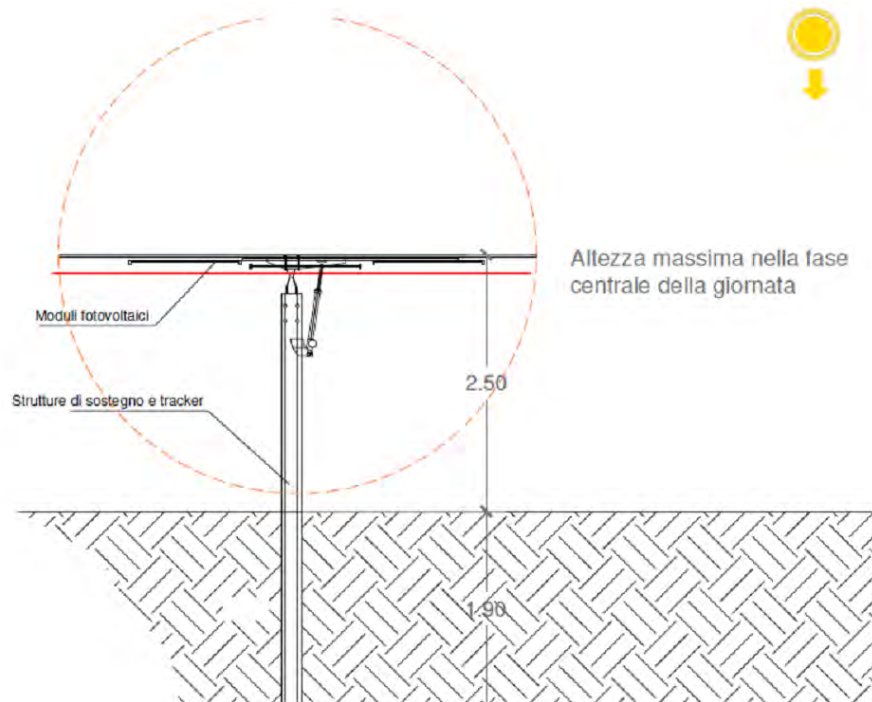 Altezza massima nella fase
centrale della giornata
Moduli fotovoltaici
2.50
Strutture di sostegno e tracker
1.90